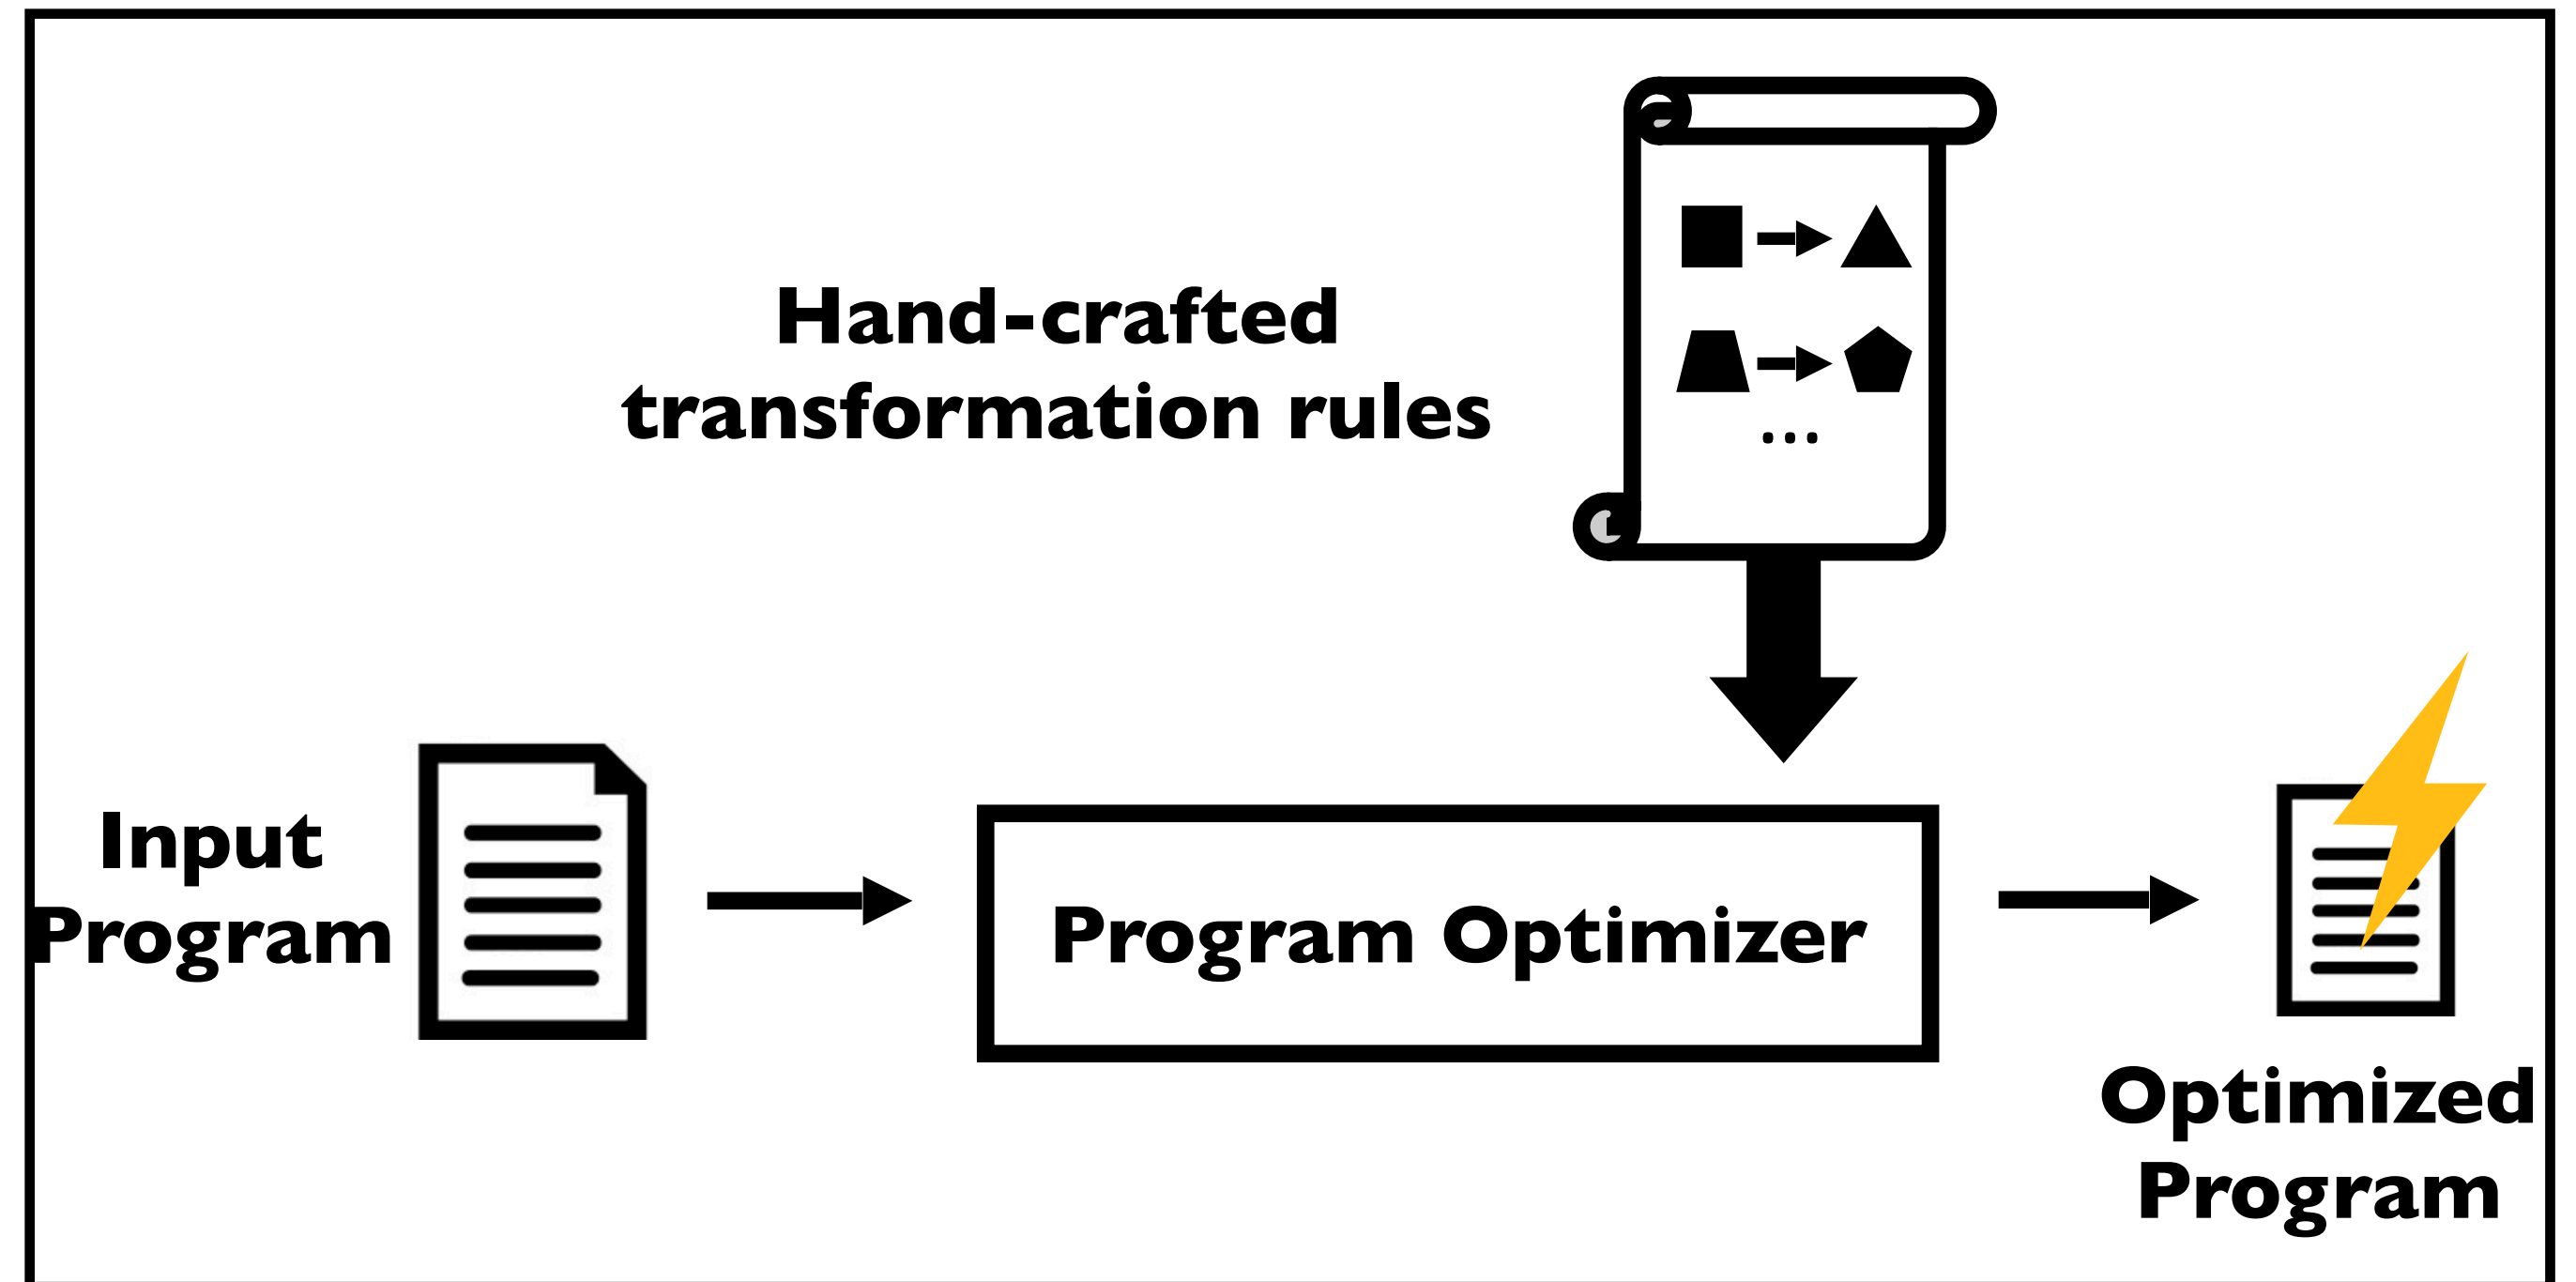 Hand-crafted
transformation rules
...
Input
Program
Program Optimizer
Optimized
Program